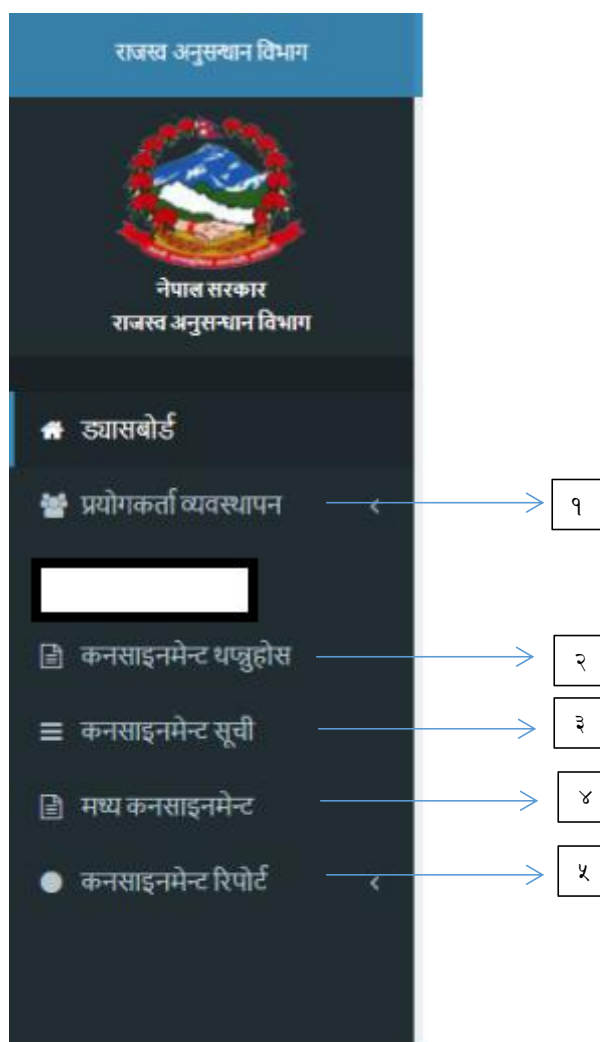 राजस्व अनुसन्धान विभाग
नेपाल सरकार
राजस्व अनुसन्धान विभाग
ड्यासबोर्ड
प्रयोगकर्ता व्यवस्थापन
१
कनसाइनमेन्ट थप्नुहोस
२
कनसाइनमेन्ट सूची
३
मध्य कनसाइनमेन्ट
४
कनसाइनमेन्ट रिपोर्ट
५